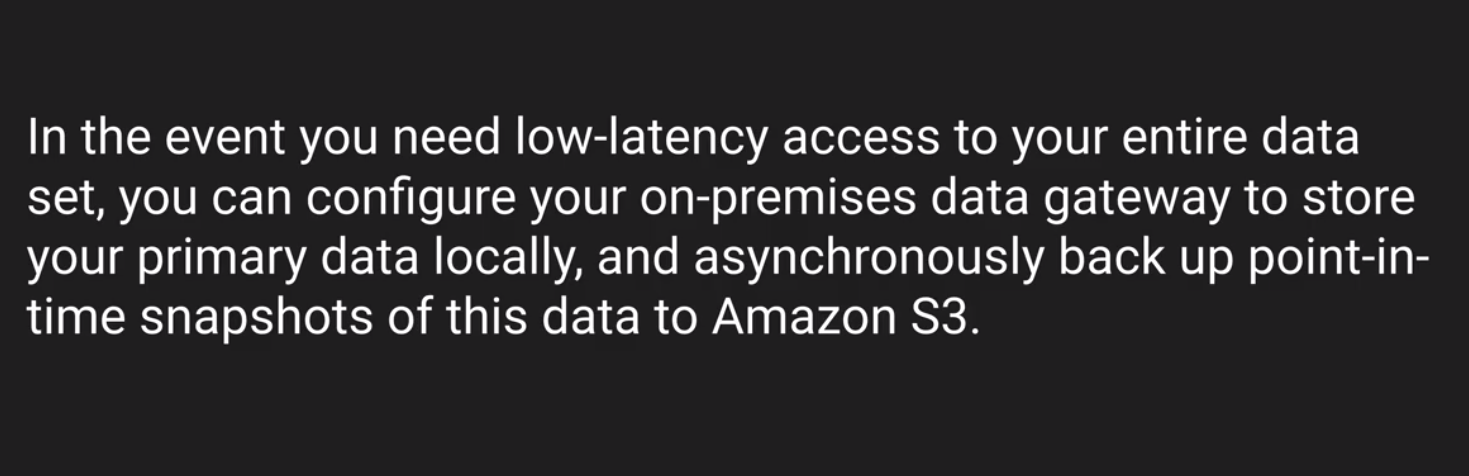 In the event you need low-latency access to your entire data
set, you can configure your on-premises data gateway to store
your primary data locally, and asynchronously back up point-in-
time snapshots of this data to Amazon S3.